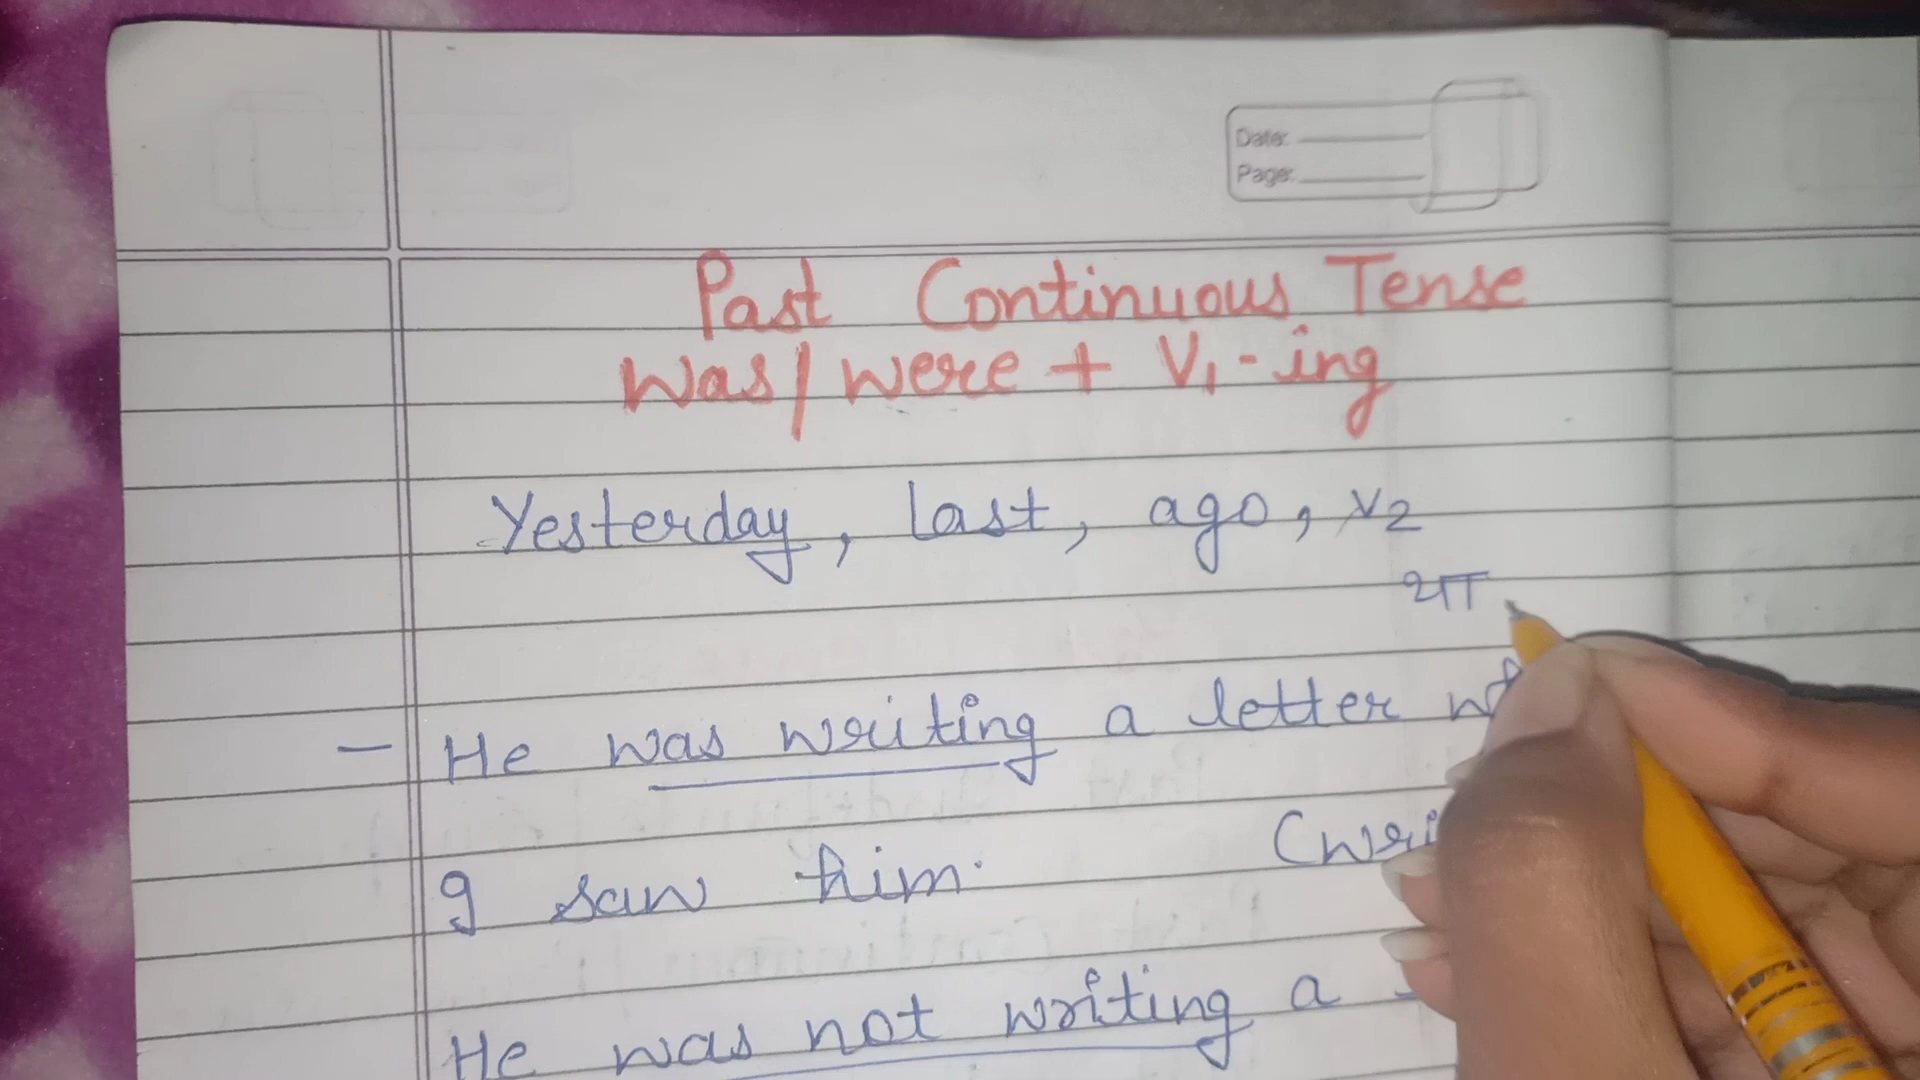 Date:
Page:
Past Continuous Tense
Was/were + V1-ing
Yesterday, last, ago, V2
था
- He was writing a letter
I saw him.
He was not writing a